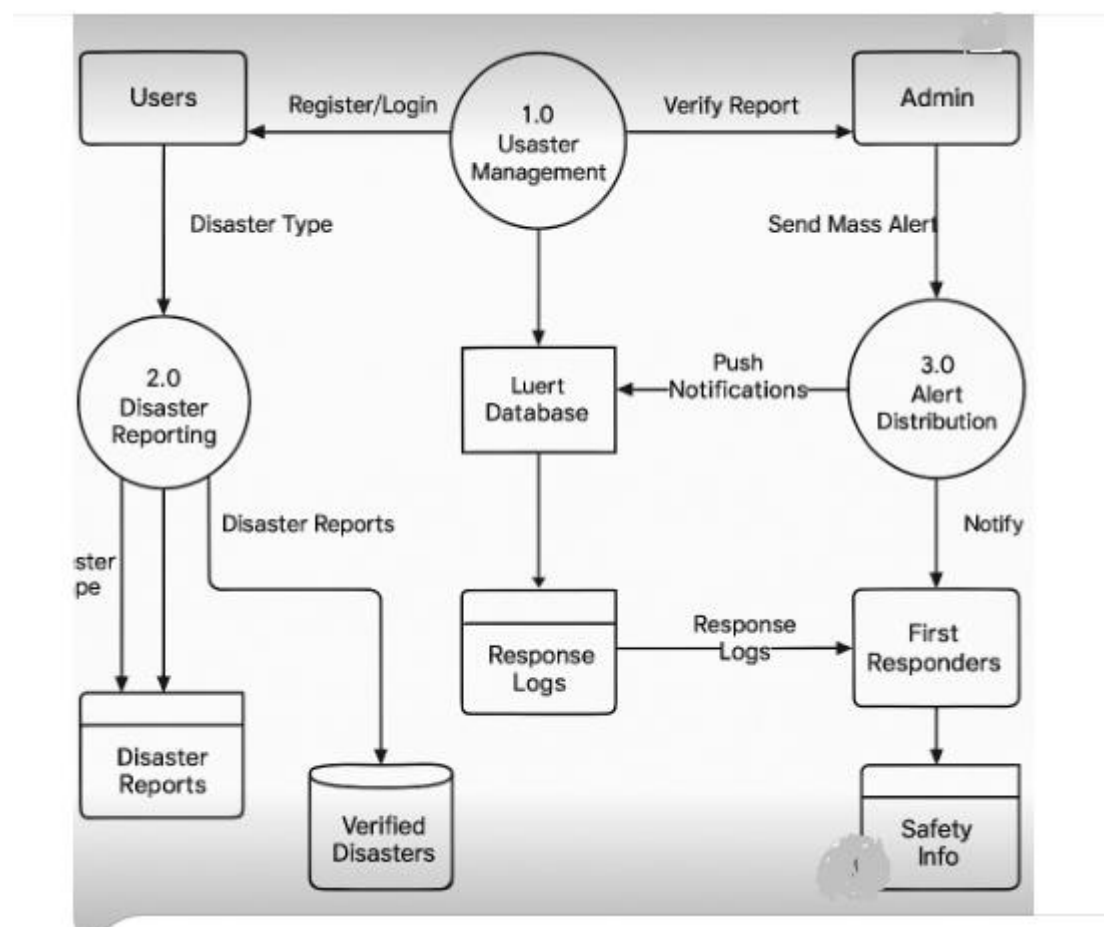 Users
Register/Login
1.0
Usaster
Management
Verify Report
Admin
Disaster Type
Send Mass Alert
2.0
Disaster
Reporting
Luert
Database
Push
Notifications
3.0
Alert
Distribution
Disaster Reports
Notify
ster
pe
Response
Logs
Response
Logs
First
Responders
Disaster
Reports
Verified
Disasters
Safety
Info